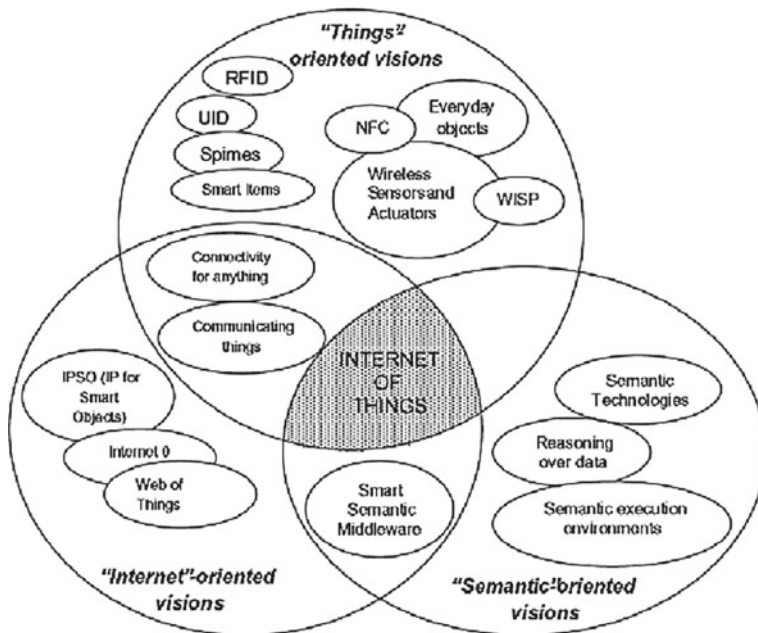 "Things"
oriented visions
RFID
UID
Spimes
Smart Items
NFC
Everyday
objects
Wireless
Sensors and
Actuators
WISP
Connectivity
for anything
Communicating
things
INTERNET
OF
THINGS
IPSO (IP for
Smart
Objects)
Internet 0
Web of
Things
Smart
Semantic
Middleware
Semantic
Technologies
Reasoning
over data
Semantic execution
environments
"Internet"-oriented
visions
"Semantic"-oriented
visions